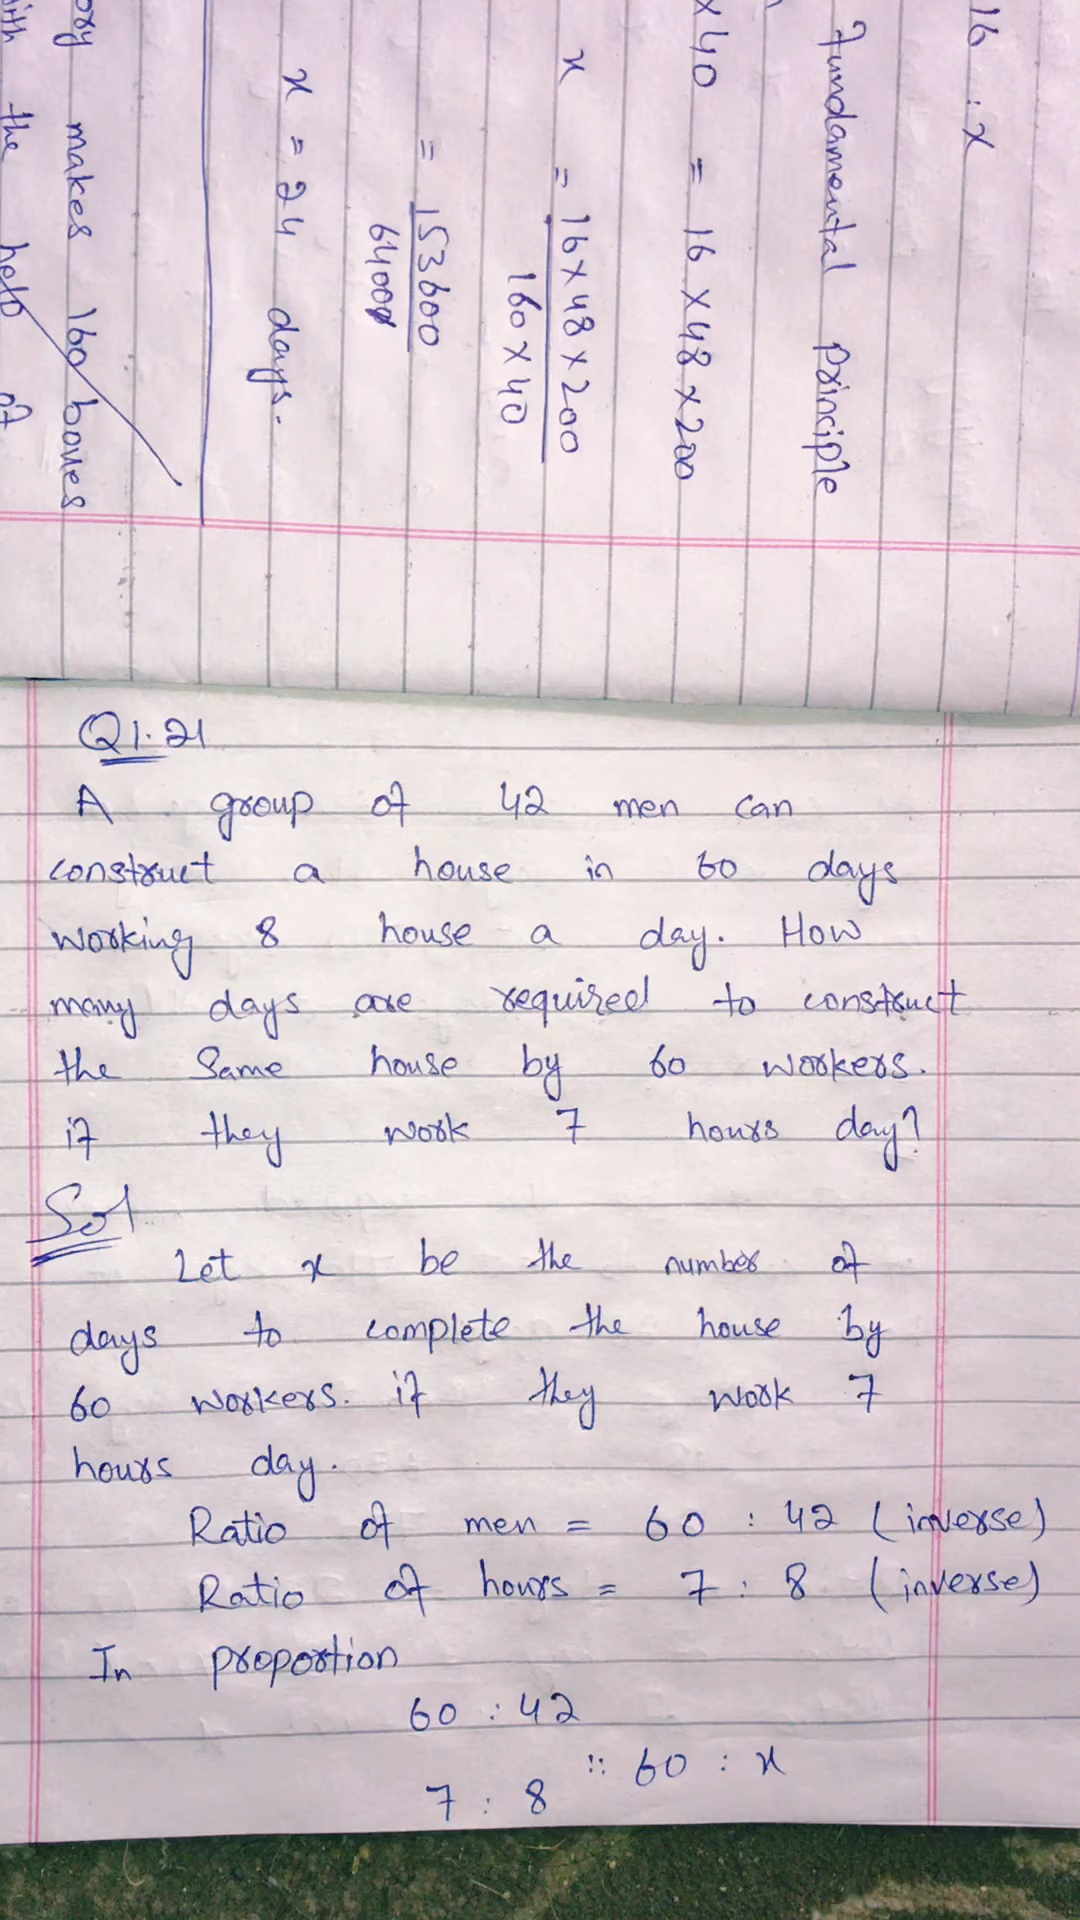 16 : x
Fundamental Principle
x 40 = 16 x 48 x 200
x = 16 x 48 x 200
160 x 40
= 153600
6400
x = 24 days.
makes 160 boxes
the help of
Q1.21
A group of 42 men can
construct a house in 60 days
working 8 house a day. How
many days are required to construct
the same house by 60 workers.
if they work 7 hours day?
Sol
Let x be the number of
days to complete the house by
60 workers. if they work 7
hours day.
Ratio of men = 60 : 42 (inverse)
Ratio of hours = 7 : 8 (inverse)
In proportion
60 : 42
:: 60 : x
7 : 8